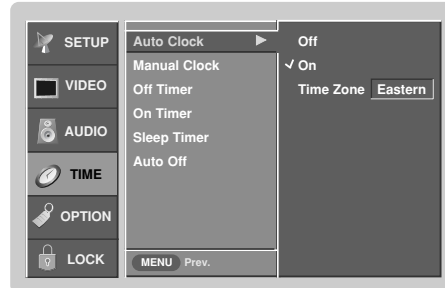 SETUP
VIDEO
AUDIO
TIME
OPTION
LOCK
Auto Clock
Manual Clock
Off Timer
On Timer
Sleep Timer
Auto Off
MENU Prev.
Off
On
Time Zone Eastern